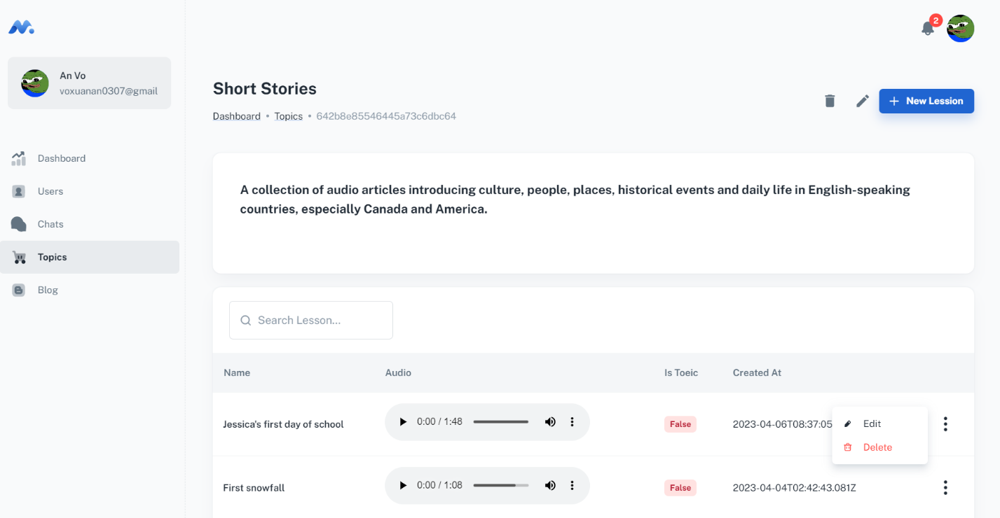 2
An Vo
voxuanan0307@gmail
Short Stories
Dashboard • Topics • 642b8e85546445a73c6dbc64
New Lession
Dashboard
Users
Chats
Topics
Blog
A collection of audio articles introducing culture, people, places, historical events and daily life in English-speaking
countries, especially Canada and America.
Search Lesson...
Name Audio Is Toeic Created At
Jessica's first day of school 0:00 / 1:48 False 2023-04-06T08:37:05
Edit
Delete
First snowfall 0:00 / 1:08 False 2023-04-04T02:42:43.081Z